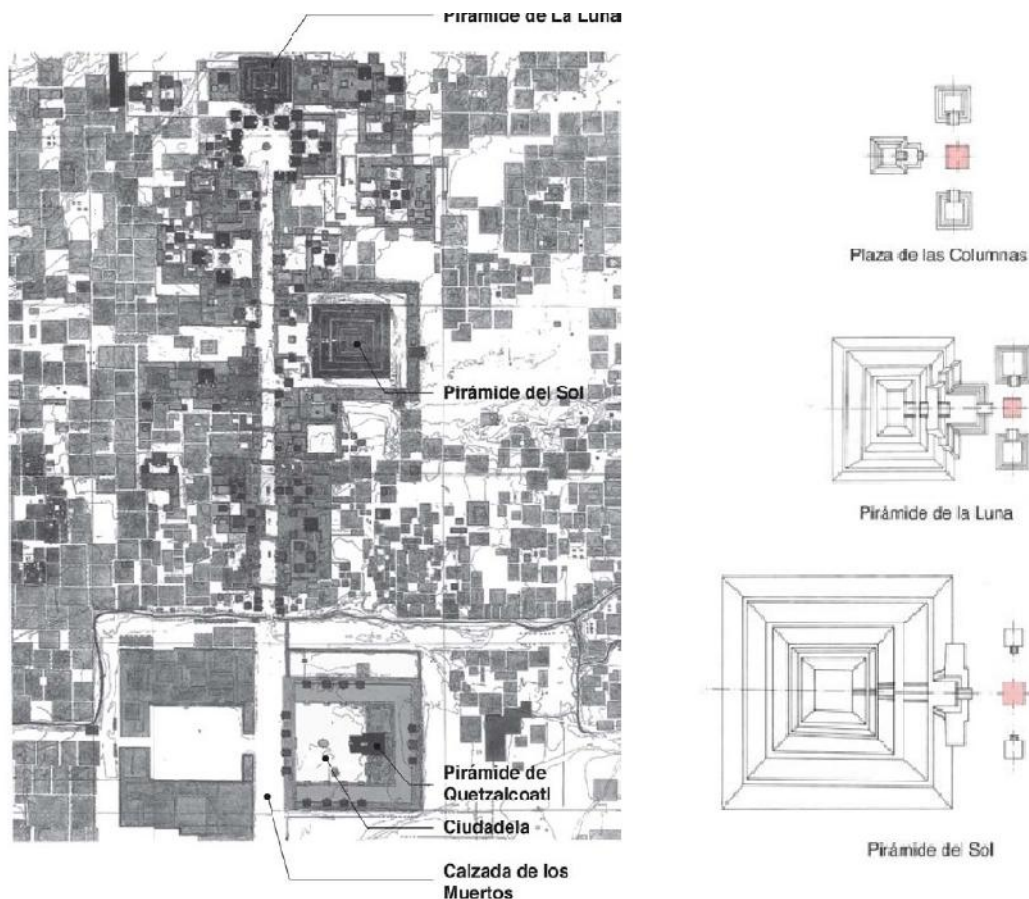 Pirámide de La Luna
Pirámide del Sol
Pirámide de
Quetzalcoatl
Ciudadela
Calzada de los
Muertos
Plaza de las Columnas
Pirámide de la Luna
Pirámide del Sol